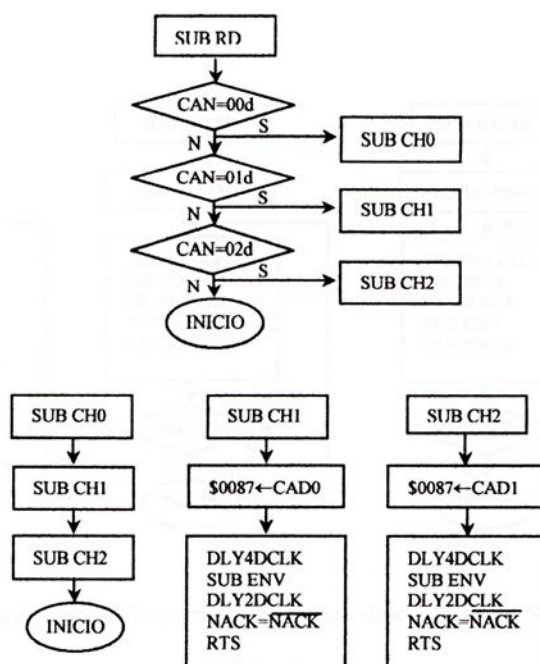 SUB RD
CAN=00d
S
N
SUB CH0
CAN=01d
S
N
SUB CH1
CAN=02d
S
N
SUB CH2
INICIO
SUB CH0
SUB CH1
SUB CH2
INICIO
SUB CH1
$0087←CAD0
DLY4DCLK
SUB ENV
DLY2DCLK
NACK=N̅A̅C̅K̅
RTS
SUB CH2
$0087←CAD1
DLY4DCLK
SUB ENV
DLY2DCLK
NACK=N̅A̅C̅K̅
RTS